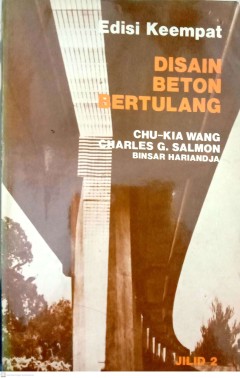 Edisi Keempat
DISAIN
BETON
BERTULANG
CHU-KIA WANG
CHARLES G. SALMON
BINSAR HARIANDJA
JILID 2